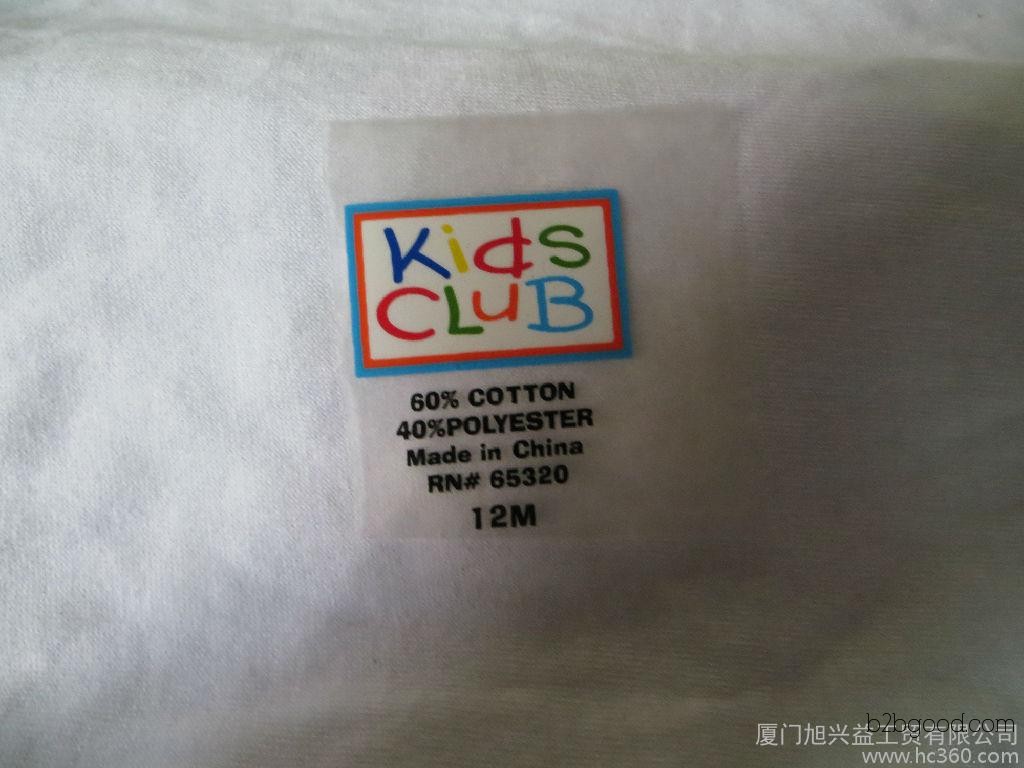 Kids
CLuB
60% COTTON
40%POLYESTER
Made in China
RN# 65320
12M
b2bgood.com
厦门旭兴益工贸有限公司
www.hc360.com